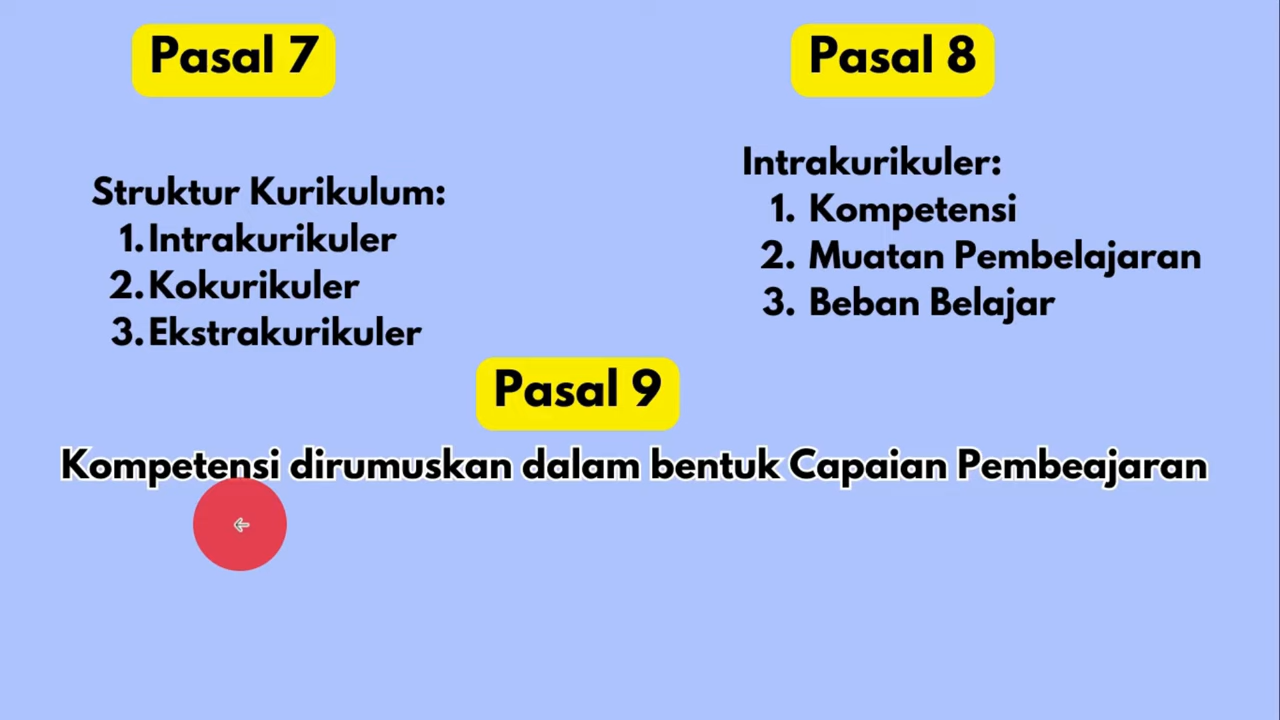 Pasal 7
Struktur Kurikulum:
1. Intrakurikuler
2. Kokurikuler
3. Ekstrakurikuler
Pasal 8
Intrakurikuler:
1. Kompetensi
2. Muatan Pembelajaran
3. Beban Belajar
Pasal 9
Kompetensi dirumuskan dalam bentuk Capaian Pembeajaran